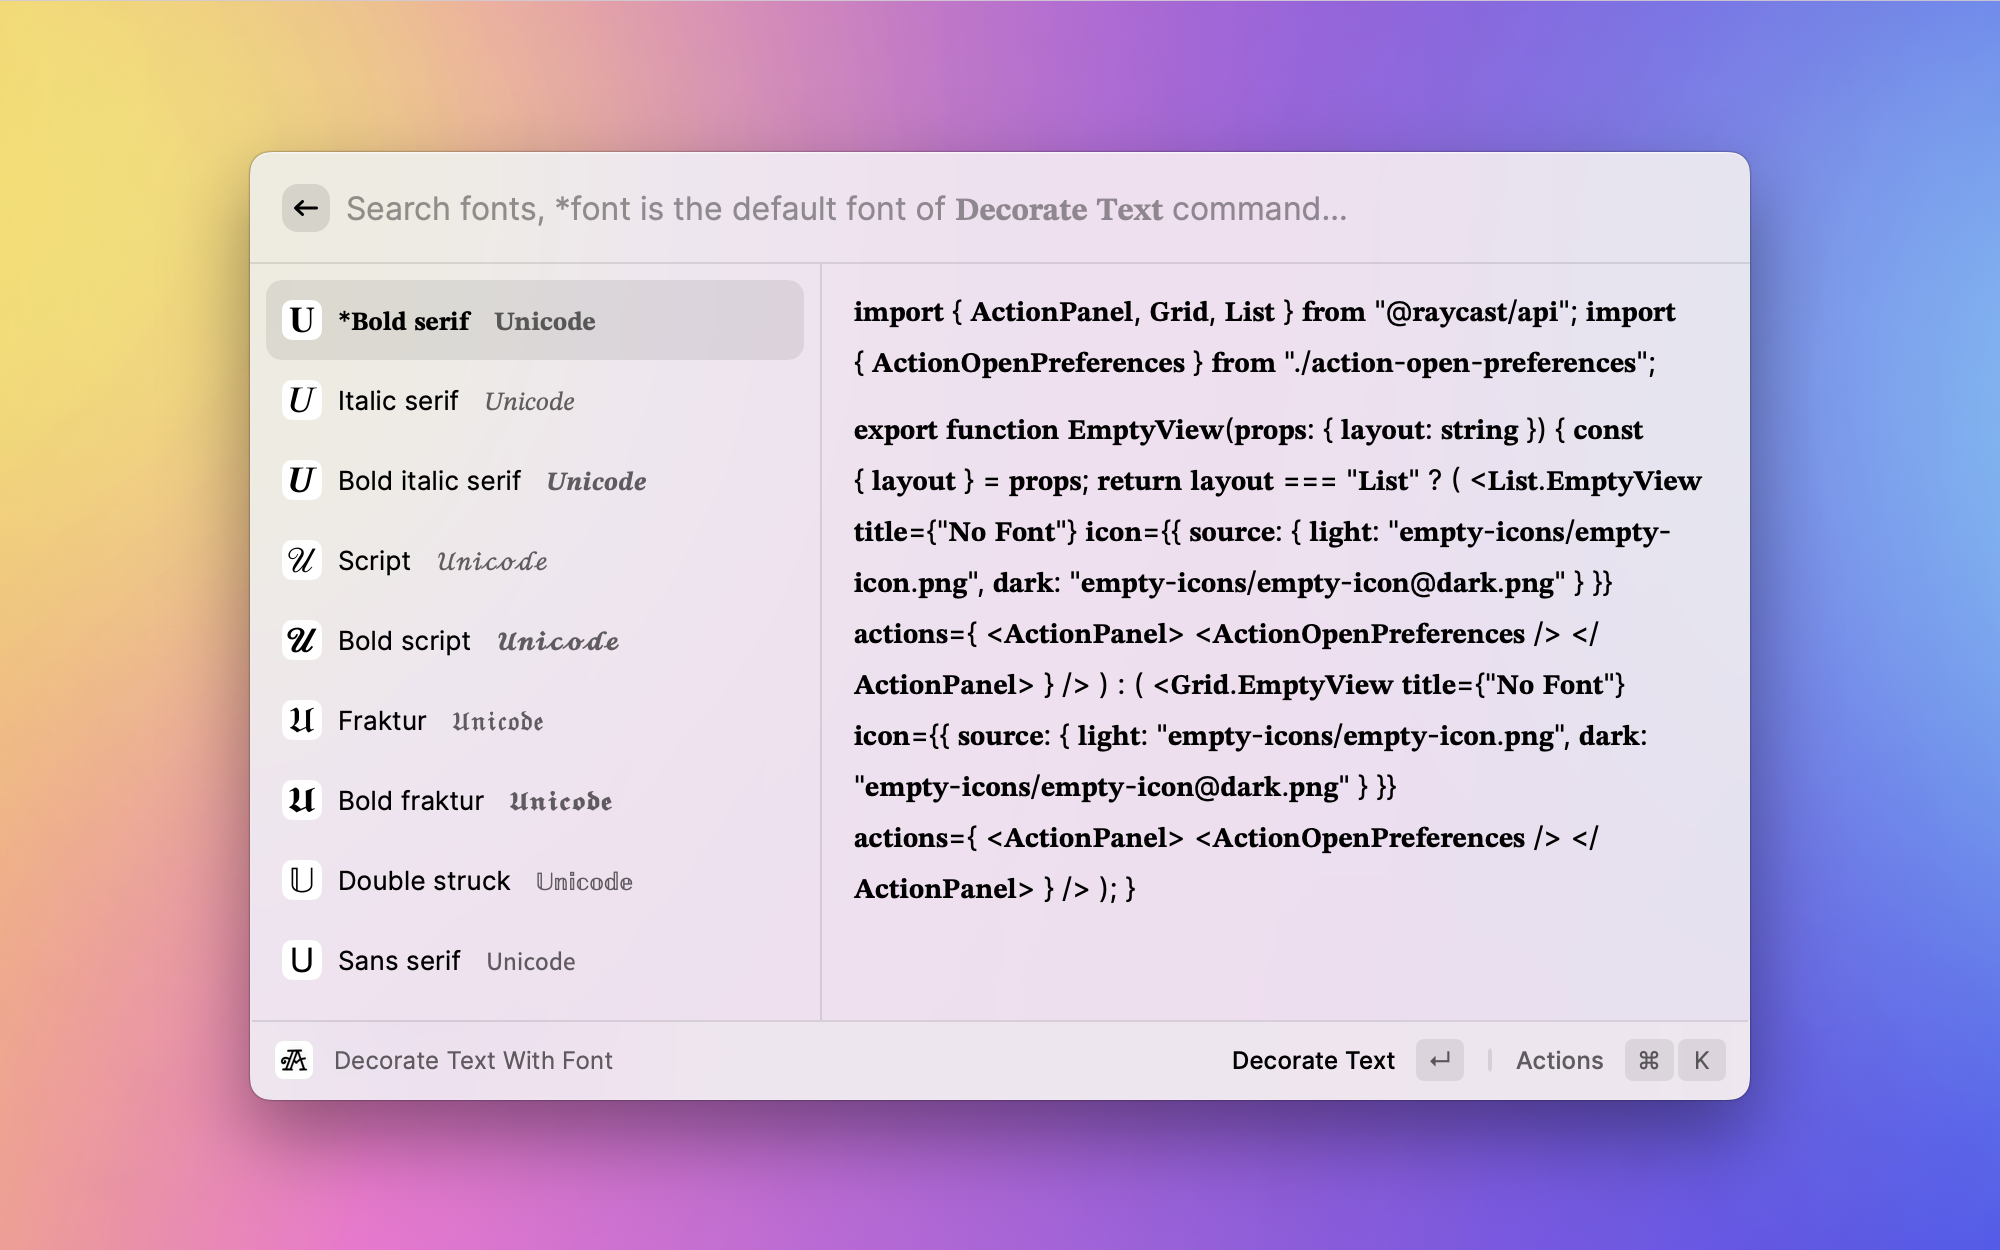 Search fonts, *font is the default font of 𝐃𝐞𝐜𝐨𝐫𝐚𝐭𝐞 𝐓𝐞𝐱𝐭 command...
U *𝐁𝐨𝐥𝐝 𝐬𝐞𝐫𝐢𝐟 𝐔𝐧𝐢𝐜𝐨𝐝𝐞
U Italic serif 𝑈𝑛𝑖𝑐𝑜𝑑𝑒
U Bold italic serif 𝑼𝒏𝒊𝒄𝒐𝒅𝒆
U Script 𝒰𝓃𝒾𝒸ℴ𝒹ℯ
U Bold script 𝓤𝓷𝓲𝓬𝓸𝓭𝓮
U Fraktur 𝔘𝔫𝔦𝔠𝔬𝔡𝔢
U Bold fraktur 𝖀𝖓𝖎𝖈𝖔𝖉𝖊
U Double struck 𝕌𝕟𝕚𝕔𝕠𝕕𝕖
U Sans serif 𝖴𝗇𝗂𝖼𝗈𝖽𝖾
import { ActionPanel, Grid, List } from "@raycast/api"; import
{ ActionOpenPreferences } from "./action-open-preferences";
export function EmptyView(props: { layout: string }) { const
{ layout } = props; return layout === "List" ? ( <List.EmptyView
title={"No Font"} icon={{ source: { light: "empty-icons/empty-
icon.png", dark: "empty-icons/empty-icon@dark.png" } }}
actions={ <ActionPanel> <ActionOpenPreferences /> </
ActionPanel> } /> ) : ( <Grid.EmptyView title={"No Font"}
icon={{ source: { light: "empty-icons/empty-icon.png", dark:
"empty-icons/empty-icon@dark.png" } }}
actions={ <ActionPanel> <ActionOpenPreferences /> </
ActionPanel> } /> ); }
Decorate Text With Font
Decorate Text ↵ | Actions ⌘ K